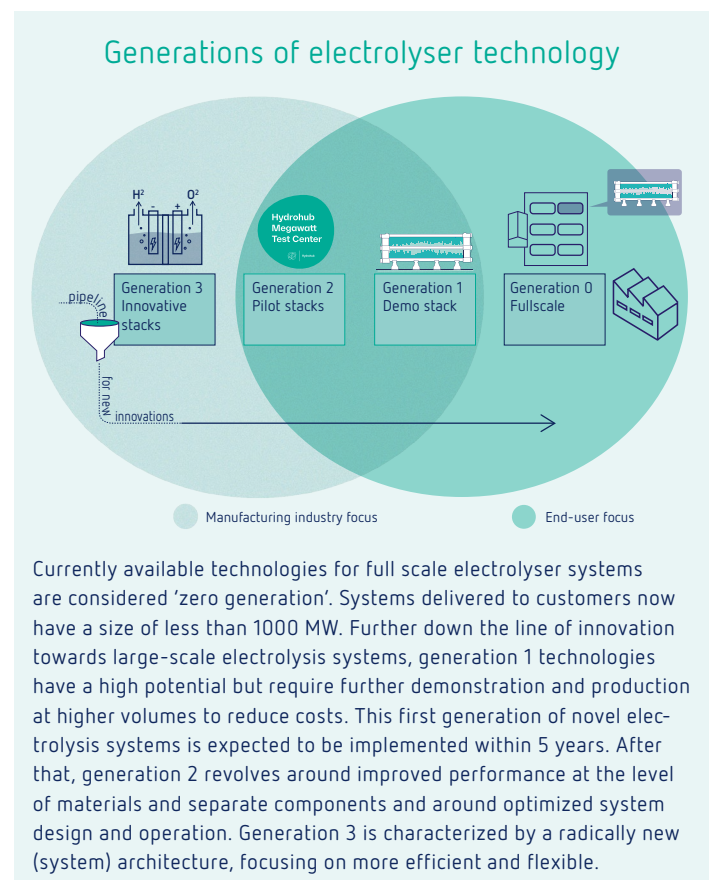 Generations of electrolyser technology
H²
O²
- +
Hydrohub
Megawatt
Test Center
Generation 3
Innovative
stacks
Generation 2
Pilot stacks
Generation 1
Demo stack
Generation 0
Fullscale
pipeline
for new
innovations
Manufacturing industry focus
End-user focus
Currently available technologies for full scale electrolyser systems
are considered ‘zero generation’. Systems delivered to customers now
have a size of less than 1000 MW. Further down the line of innovation
towards large-scale electrolysis systems, generation 1 technologies
have a high potential but require further demonstration and production
at higher volumes to reduce costs. This first generation of novel elec-
trolysis systems is expected to be implemented within 5 years. After
that, generation 2 revolves around improved performance at the level
of materials and separate components and around optimized system
design and operation. Generation 3 is characterized by a radically new
(system) architecture, focusing on more efficient and flexible.